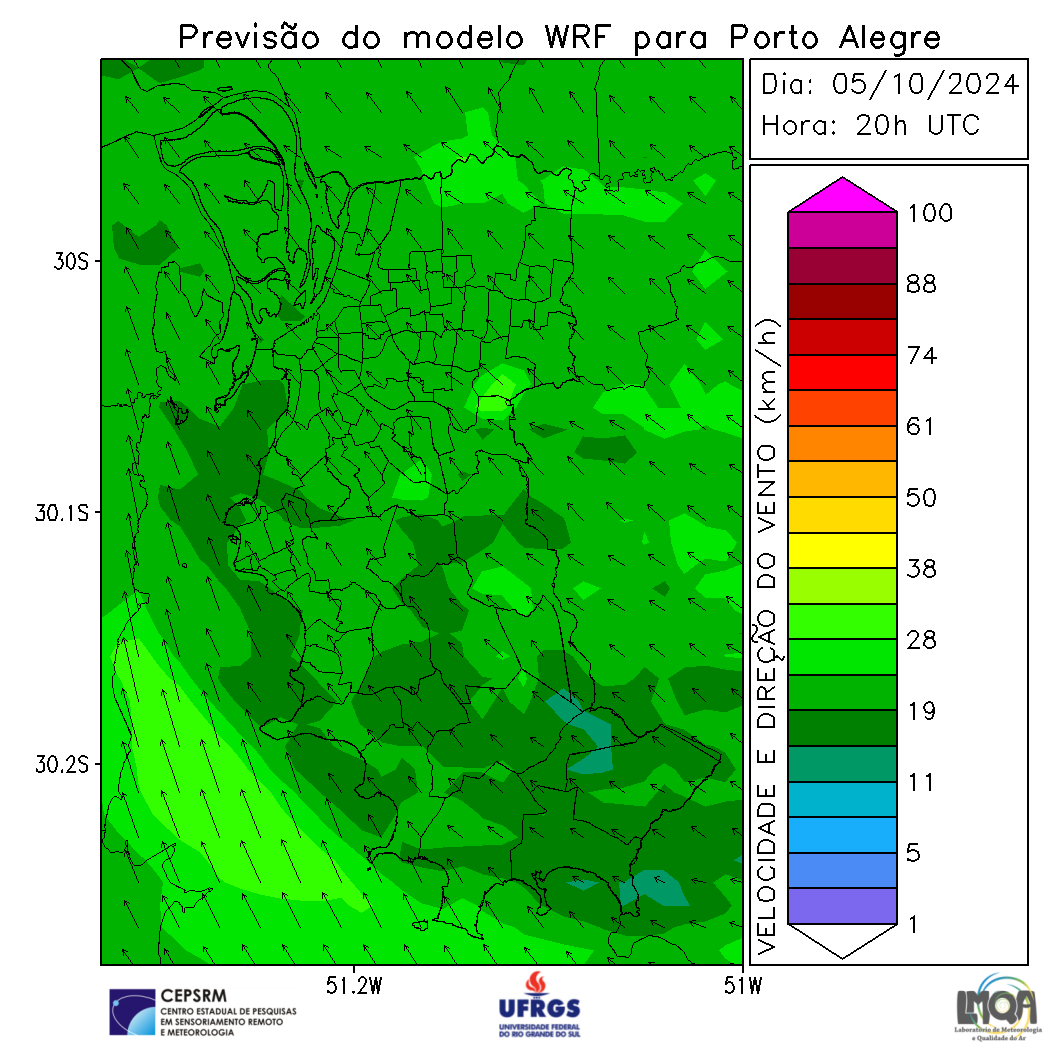 Previsão do modelo WRF para Porto Alegre
Dia: 05/10/2024
Hora: 20h UTC
30S
30.1S
30.2S
51.2W
51W
VELOCIDADE E DIREÇÃO DO VENTO (km/h)
100
88
74
61
50
38
28
19
11
5
1
CEPSRM
CENTRO ESTADUAL DE PESQUISAS
EM SENSORIAMENTO REMOTO
E METEOROLOGIA
UFRGS
UNIVERSIDADE FEDERAL
DO RIO GRANDE DO SUL
LMQA
Laboratório de Meteorologia
e Qualidade do Ar